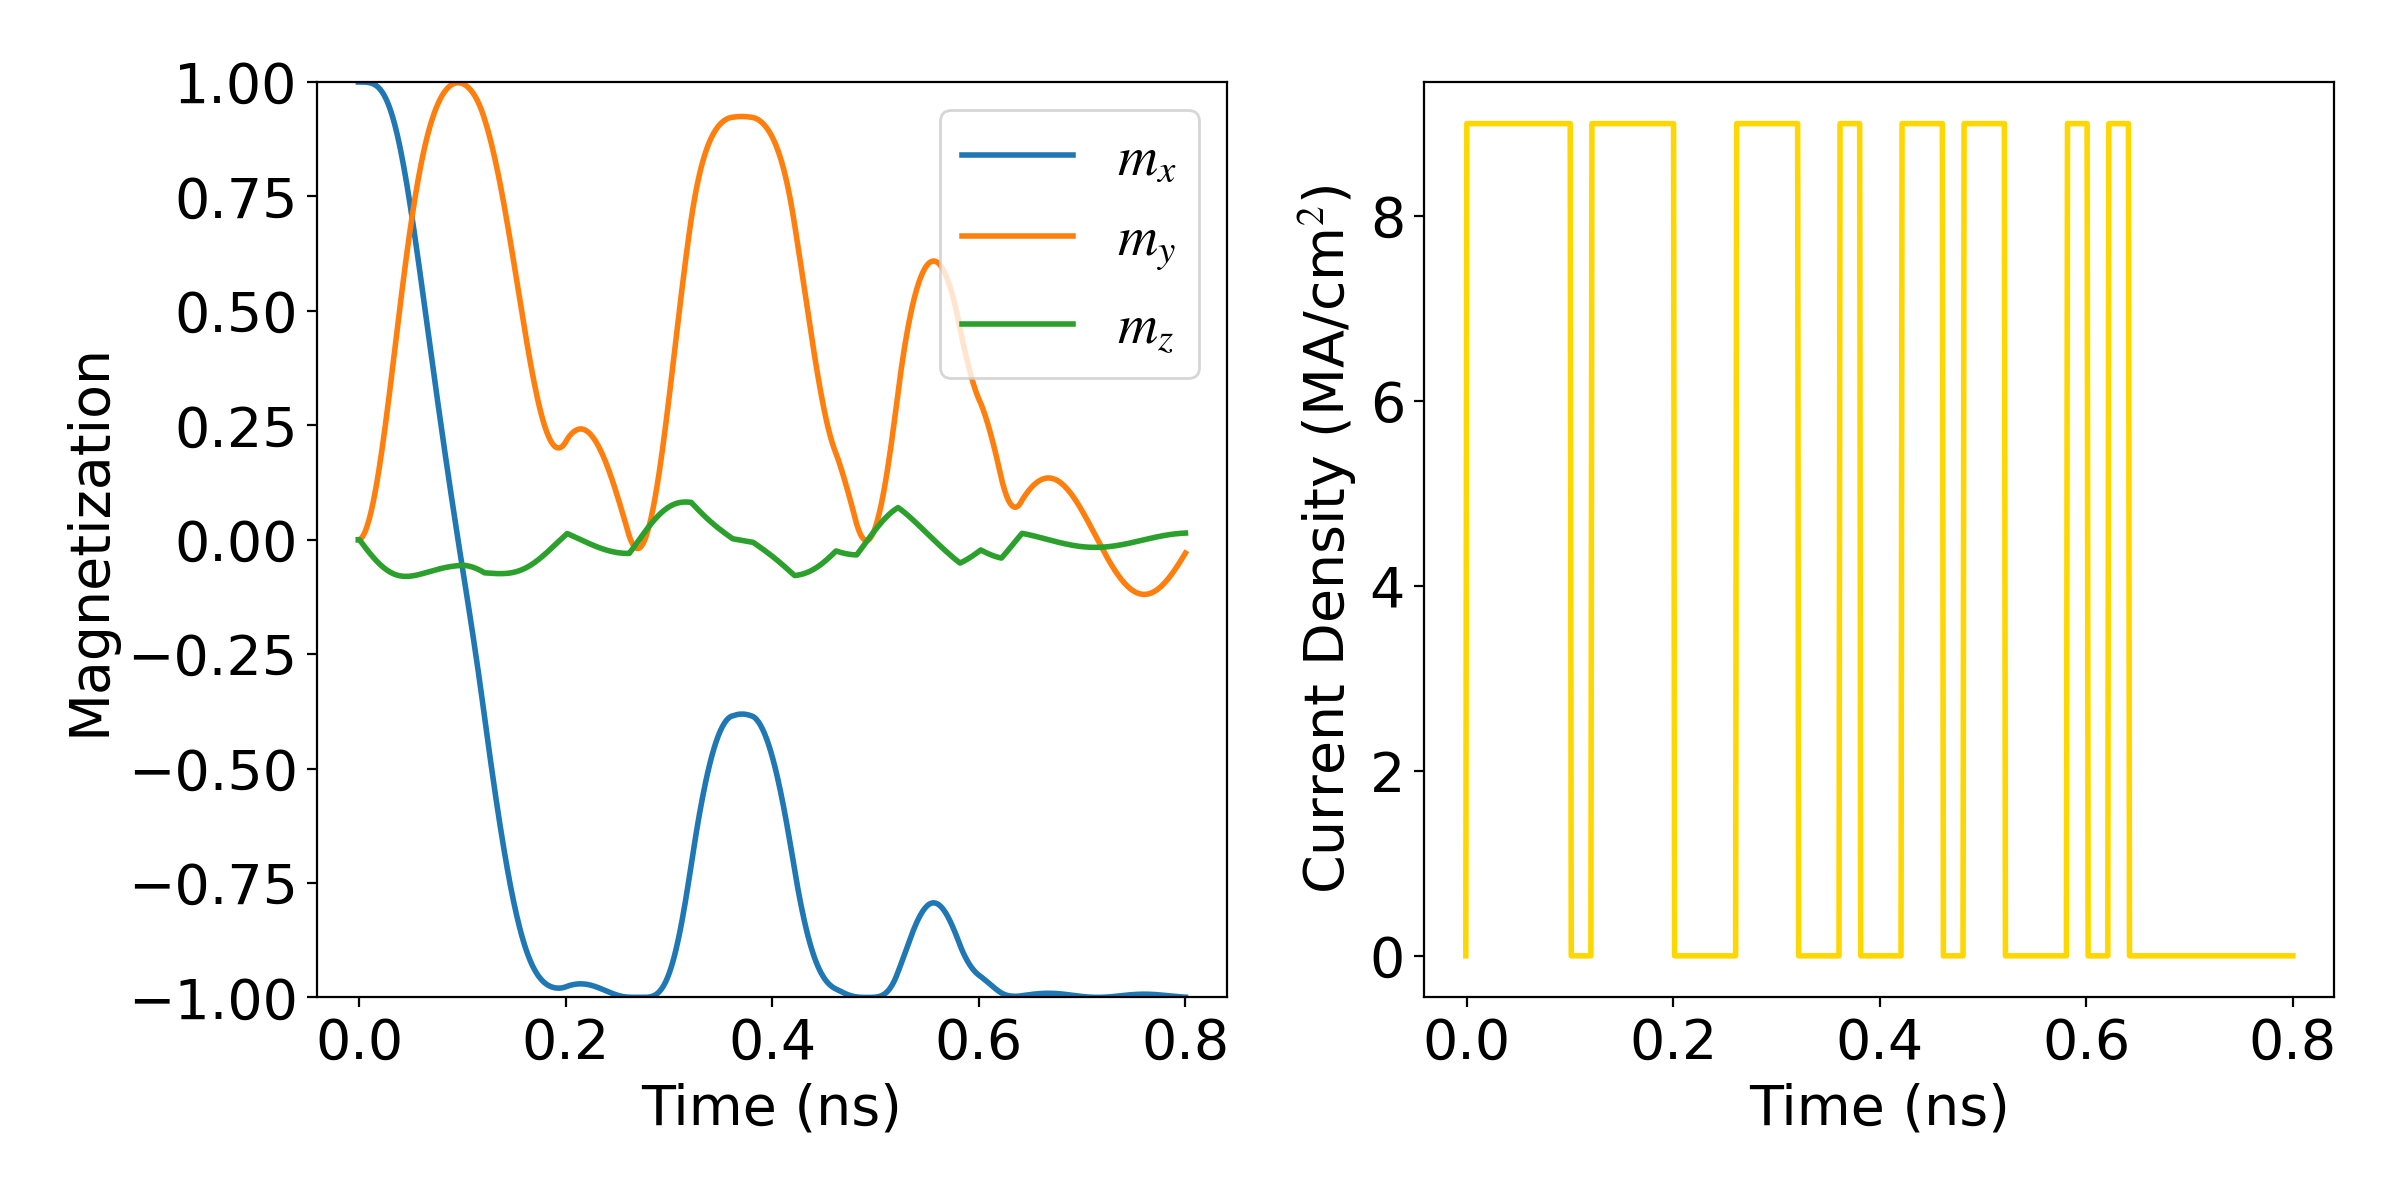 1.00
0.75
0.50
0.25
0.00
−0.25
−0.50
−0.75
−1.00
Magnetization
0.0 0.2 0.4 0.6 0.8
Time (ns)
m_x
m_y
m_z
8
6
4
2
0
Current Density (MA/cm²)
0.0 0.2 0.4 0.6 0.8
Time (ns)